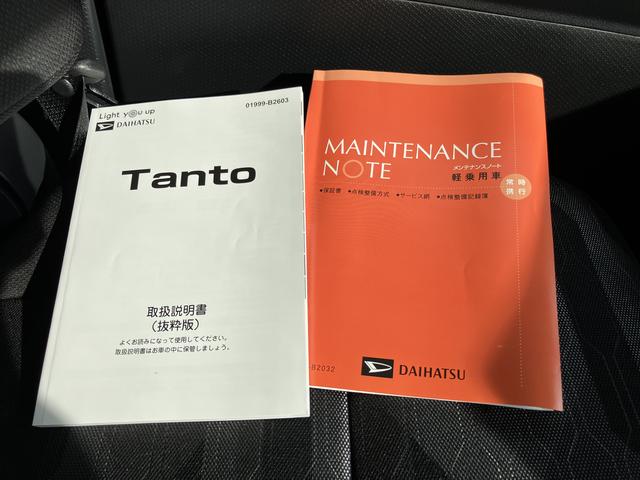 Light you up
DAIHATSU
01999-B2603
Tanto
取扱説明書
(抜粋版)
よくお読みになって使用してください。
取扱説明書はお車の中に保管しましょう。
MAINTENANCE
NOTE
メンテナンスノート
軽乗用車
常時
携行
●保証書 ●点検整備方式 ●サービス網 ●点検整備記録簿
-B2032
DAIHATSU